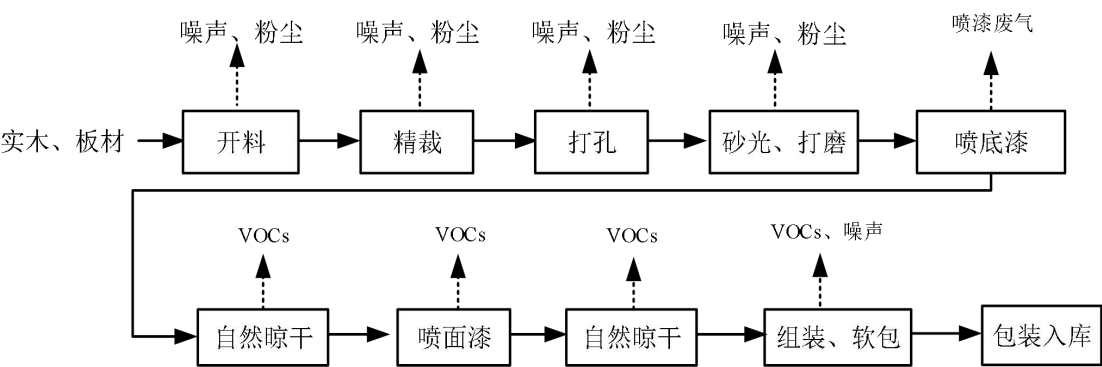 噪声、粉尘
噪声、粉尘
噪声、粉尘
噪声、粉尘
喷漆废气
实木、板材
开料
精裁
打孔
砂光、打磨
喷底漆
VOCs
VOCs
VOCs
VOCs、噪声
自然晾干
喷面漆
自然晾干
组装、软包
包装入库